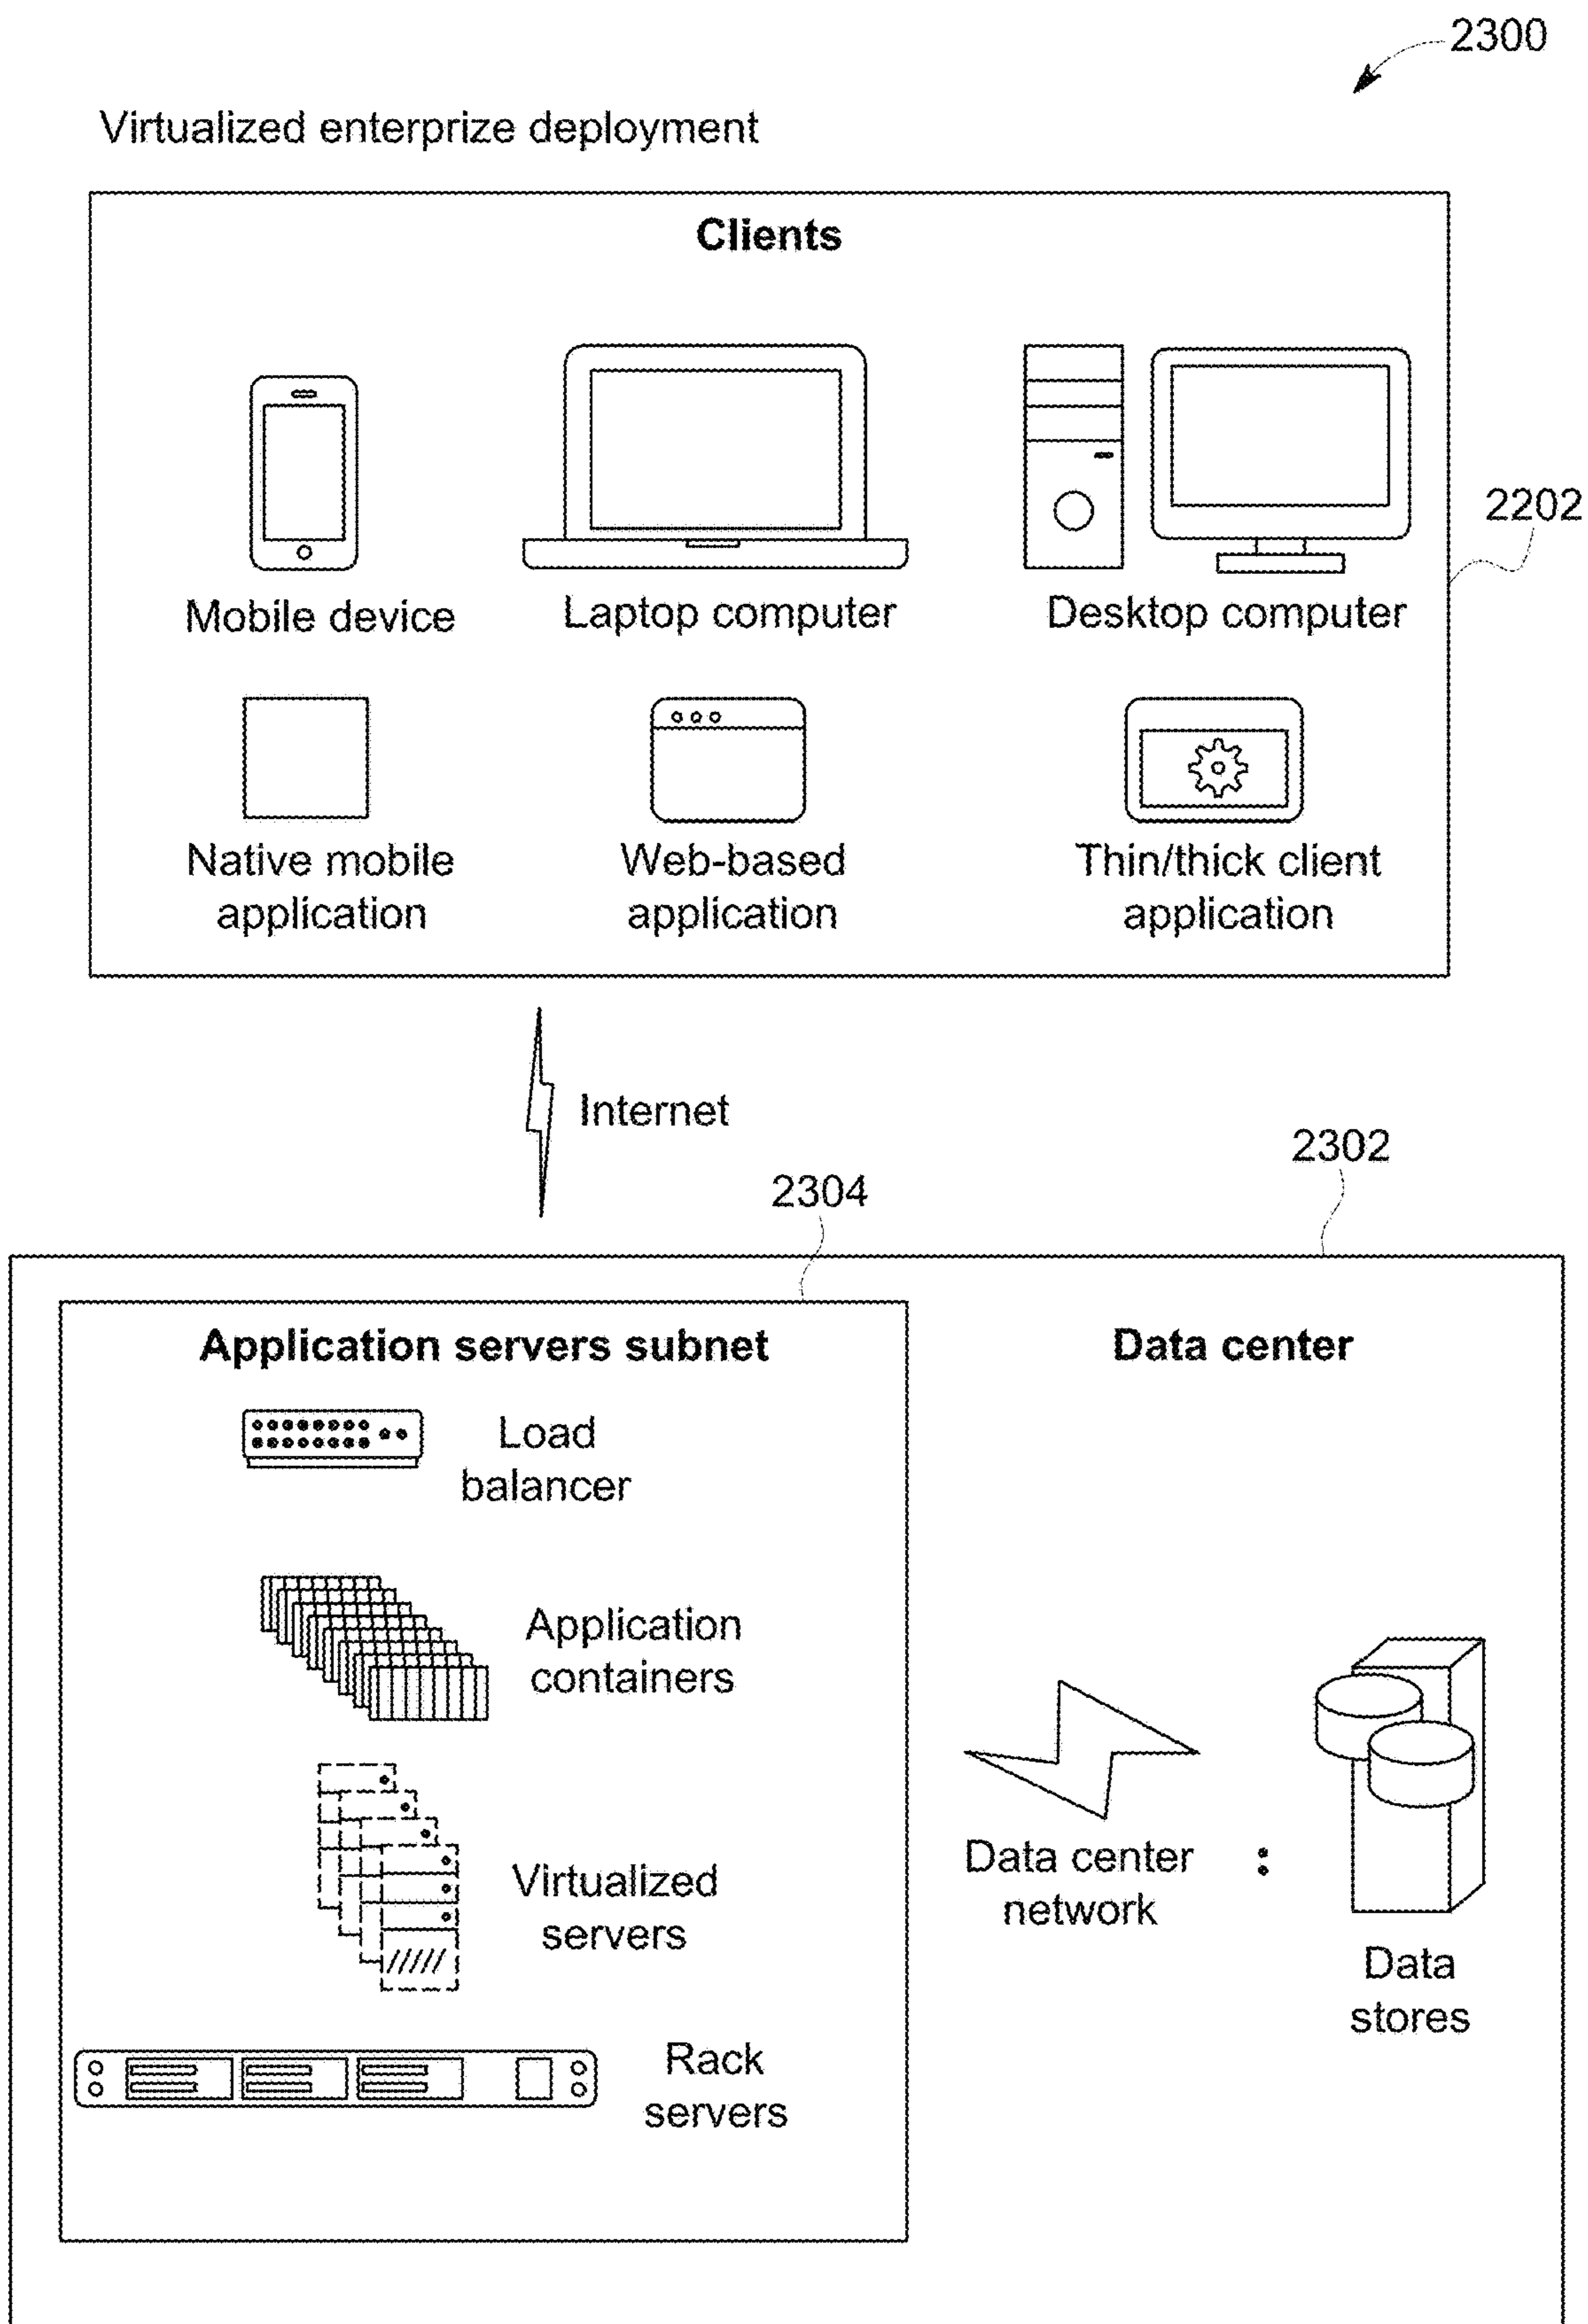 2300
Virtualized enterprize deployment
Clients
2202
Mobile device
Laptop computer
Desktop computer
Native mobile
application
Web-based
application
Thin/thick client
application
Internet
2302
2304
Application servers subnet
Data center
Load
balancer
Application
containers
Virtualized
servers
Data center
network
:
Data
stores
Rack
servers